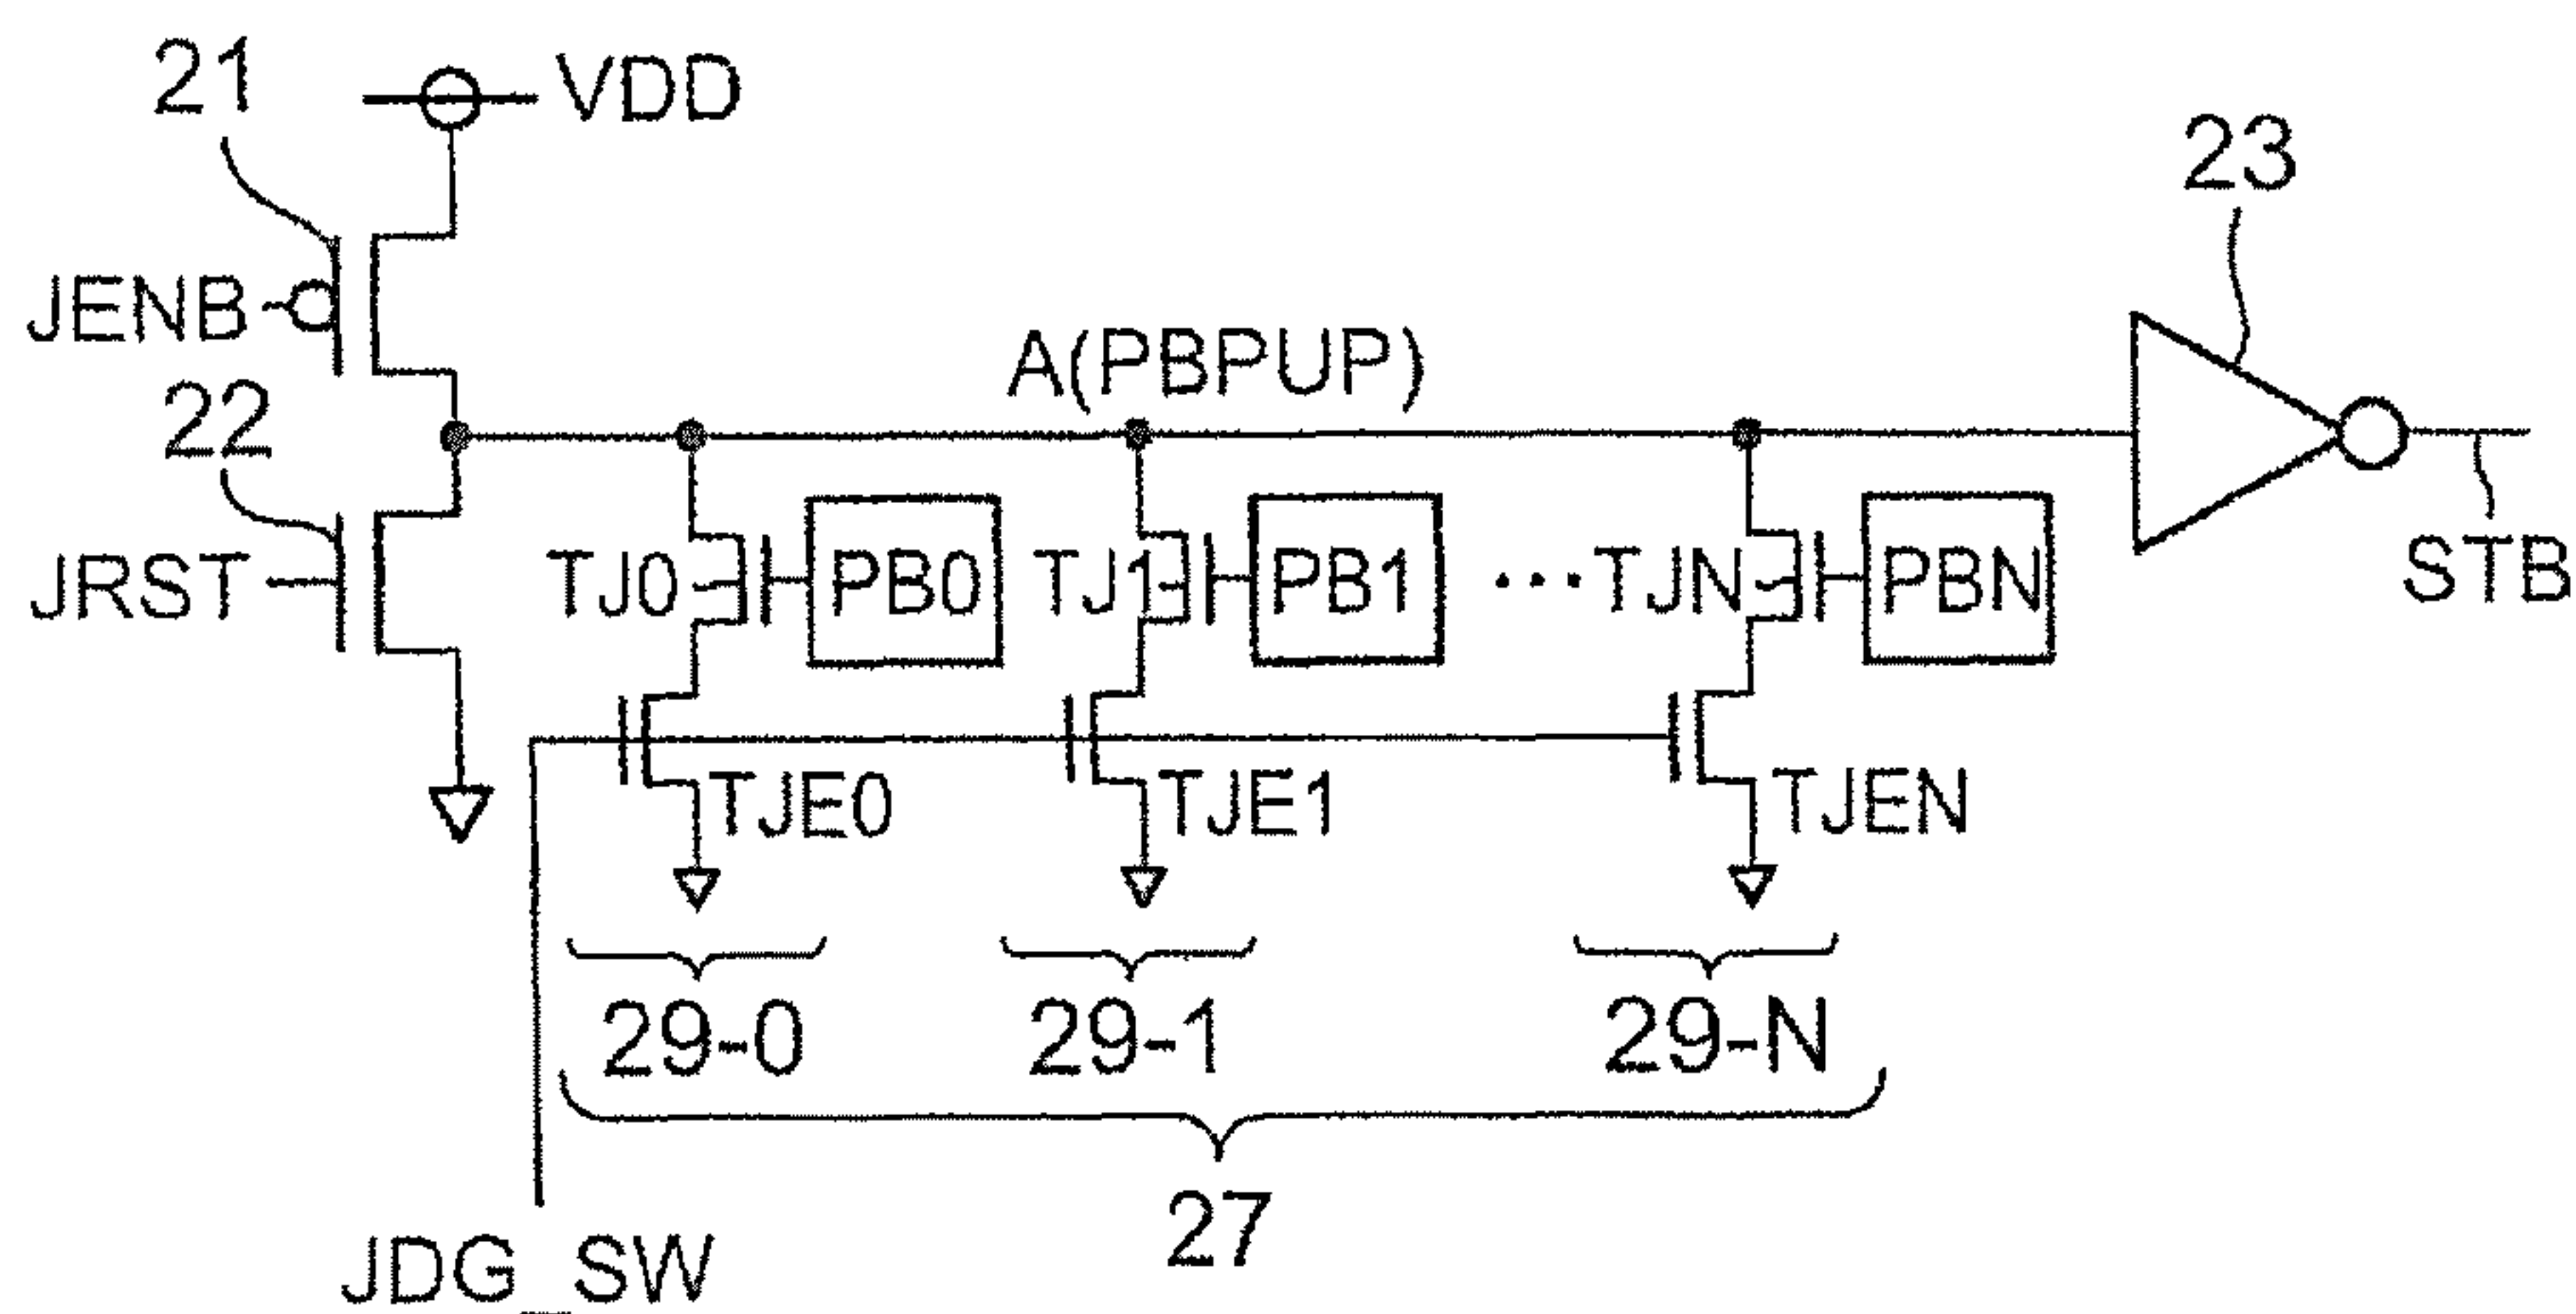 21
VDD
23
JENB
22
A(PBPUP)
JRST
TJ0
PB0
TJ1
PB1
...
TJN
PBN
STB
TJE0
TJE1
TJEN
29-0
29-1
29-N
27
JDG_SW